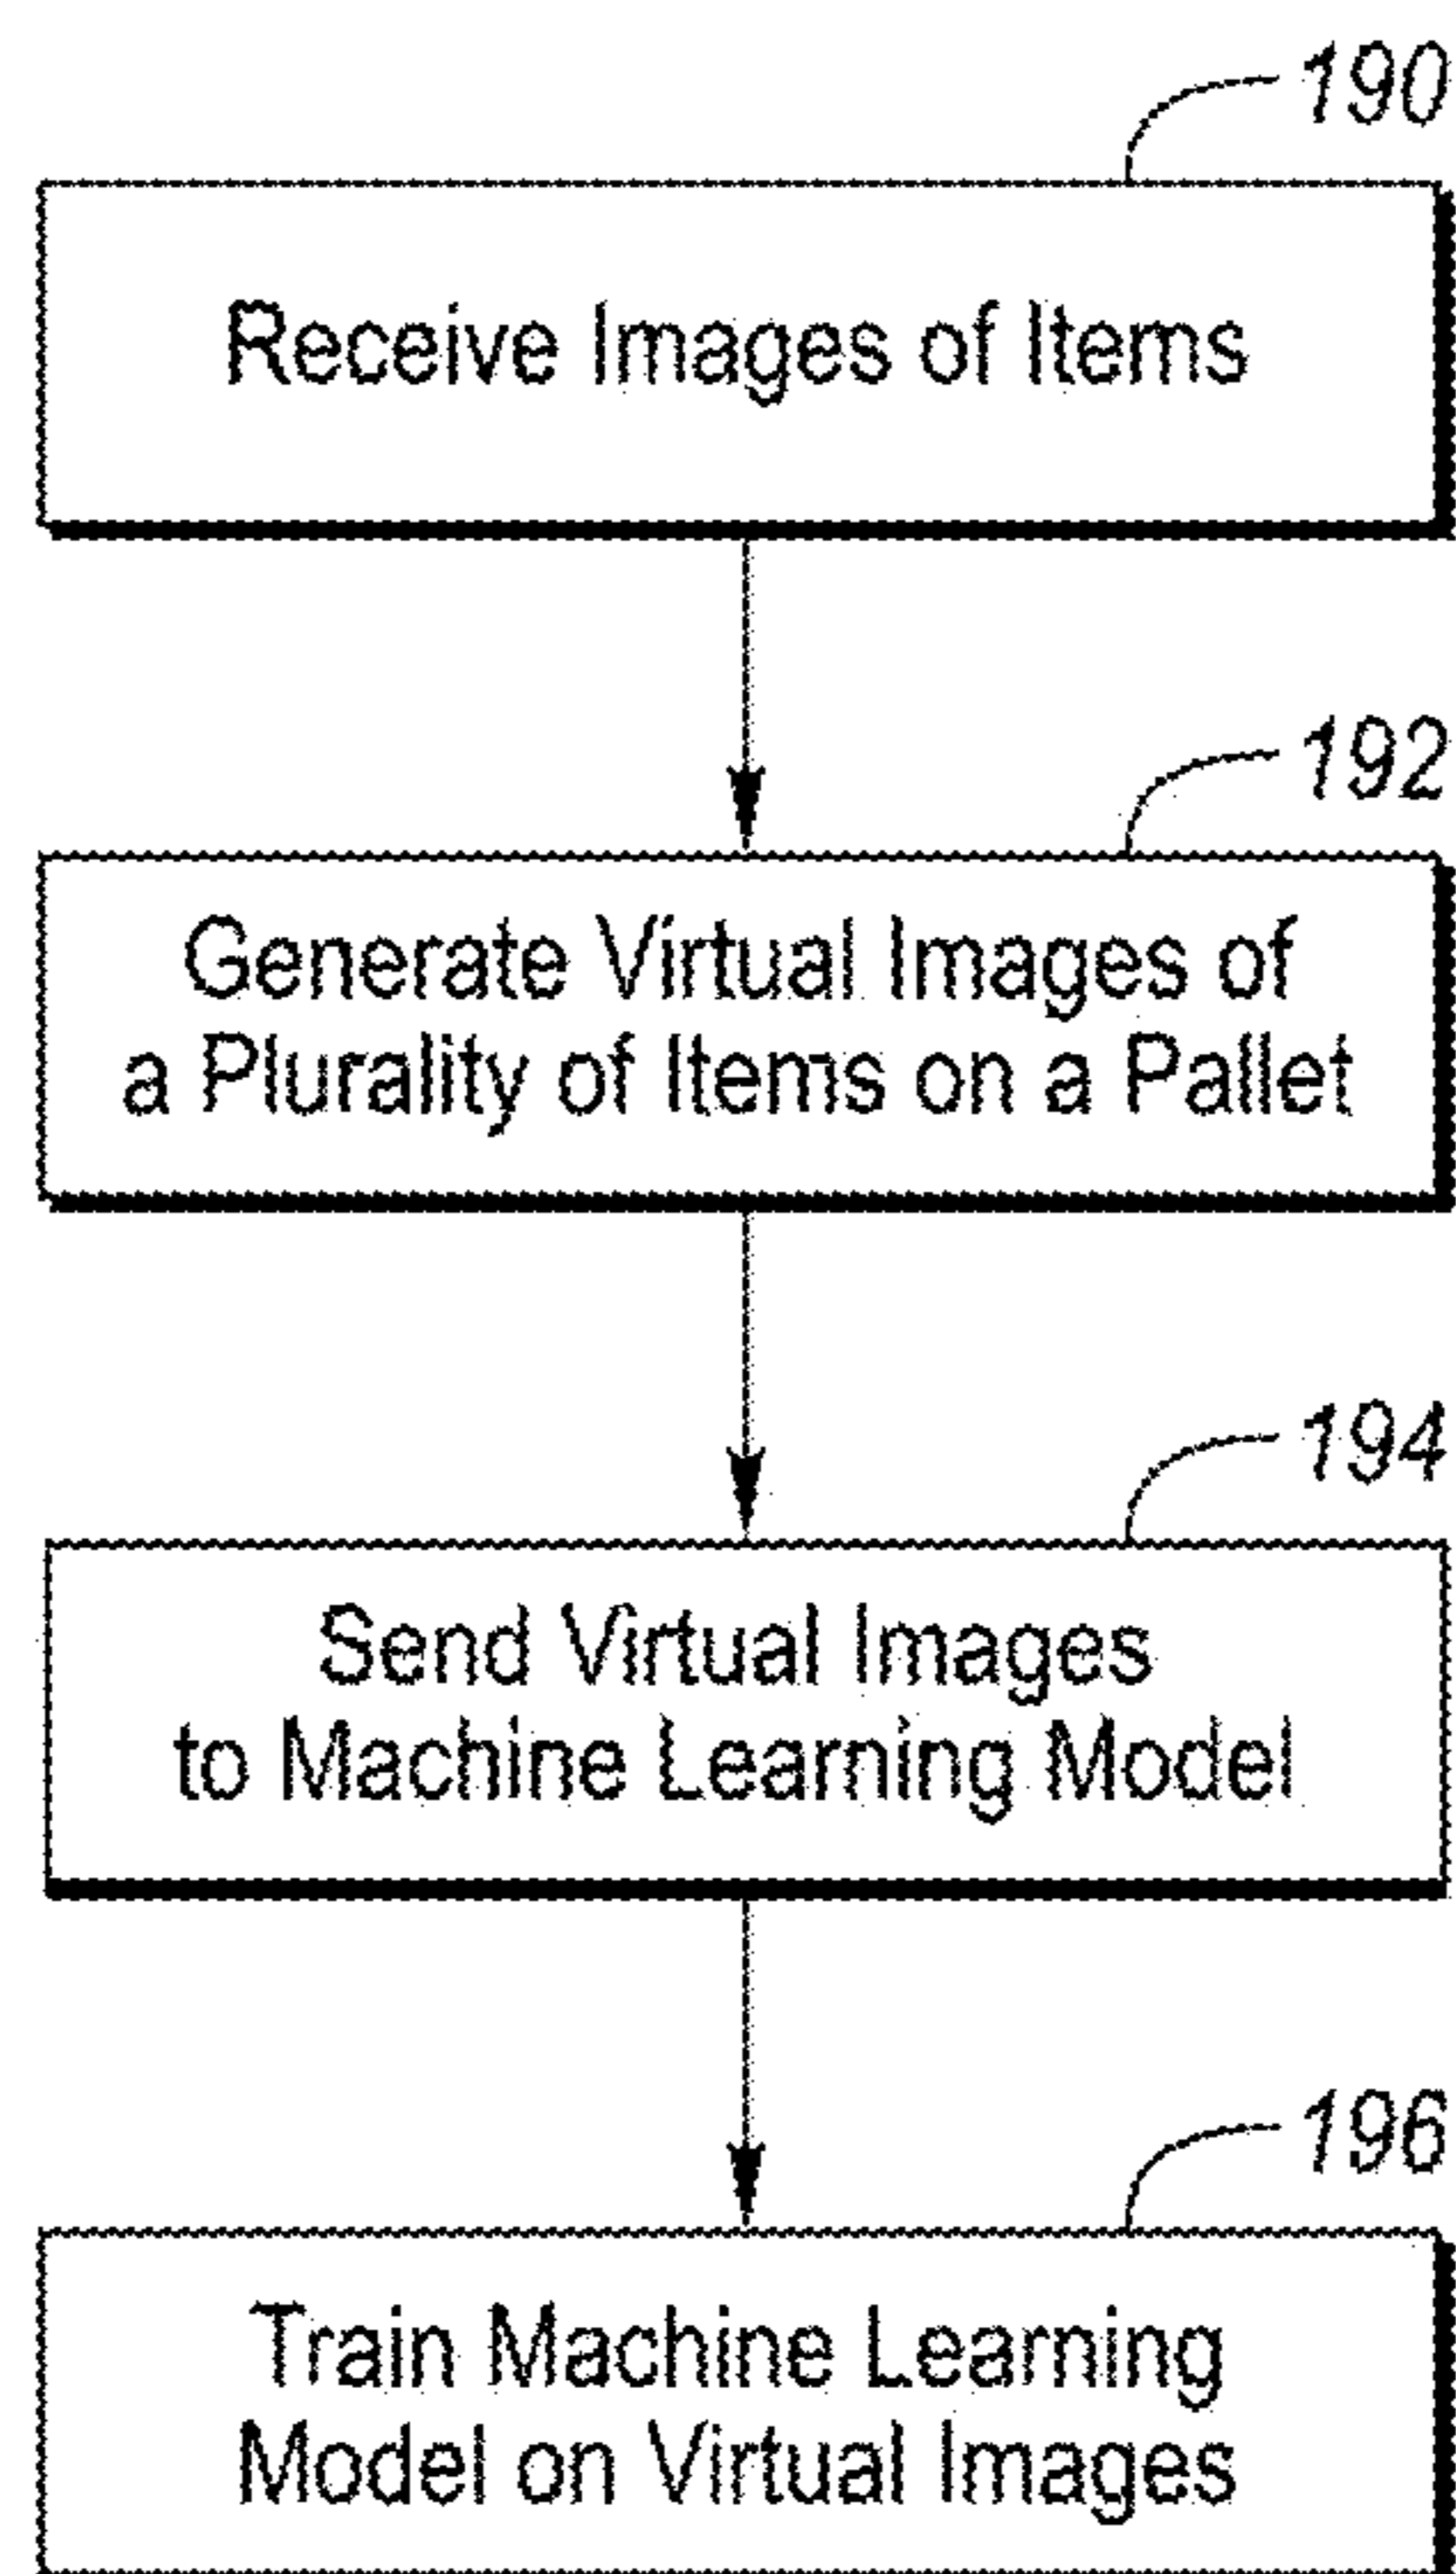 190
Receive Images of Items
192
Generate Virtual Images of
a Plurality of Items on a Pallet
194
Send Virtual Images
to Machine Learning Model
196
Train Machine Learning
Model on Virtual Images